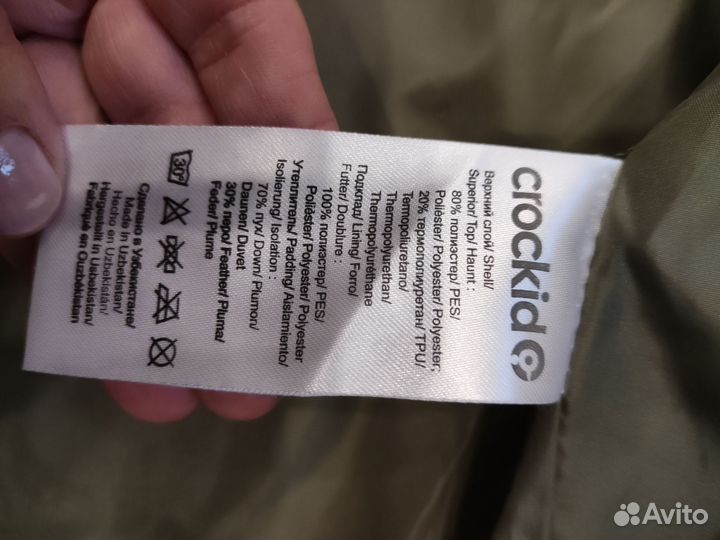 crockid
Верхний слой/ Shell/
Superior/ Top/ Haunt :
80% полиэстер/ PES/
Poliéster/ Polyester/ Polyester;
20% термополиуретан/ TPU/
Termopoliuretano/
Thermopolyurethan/
Thermopolyuréthane
Подклад/ Lining/ Forro/
Futter/ Doublure :
100% полиэстер/ PES/
Poliéster/ Polyester/ Polyester
Утеплитель/ Padding/ Aislamiento/
Isolierung/ Isolation :
70% пух/ Down/ Plumon/
Daunen/ Duvet
30% перо/ Feather/ Pluma/
Feder/ Plume
30°
Сделано в Узбекистане/
Made in Uzbekistan/
Hecho en Uzbekistán/
Hergestellt in Usbekistan/
Fabriqué en Ouzbékistan
Avito